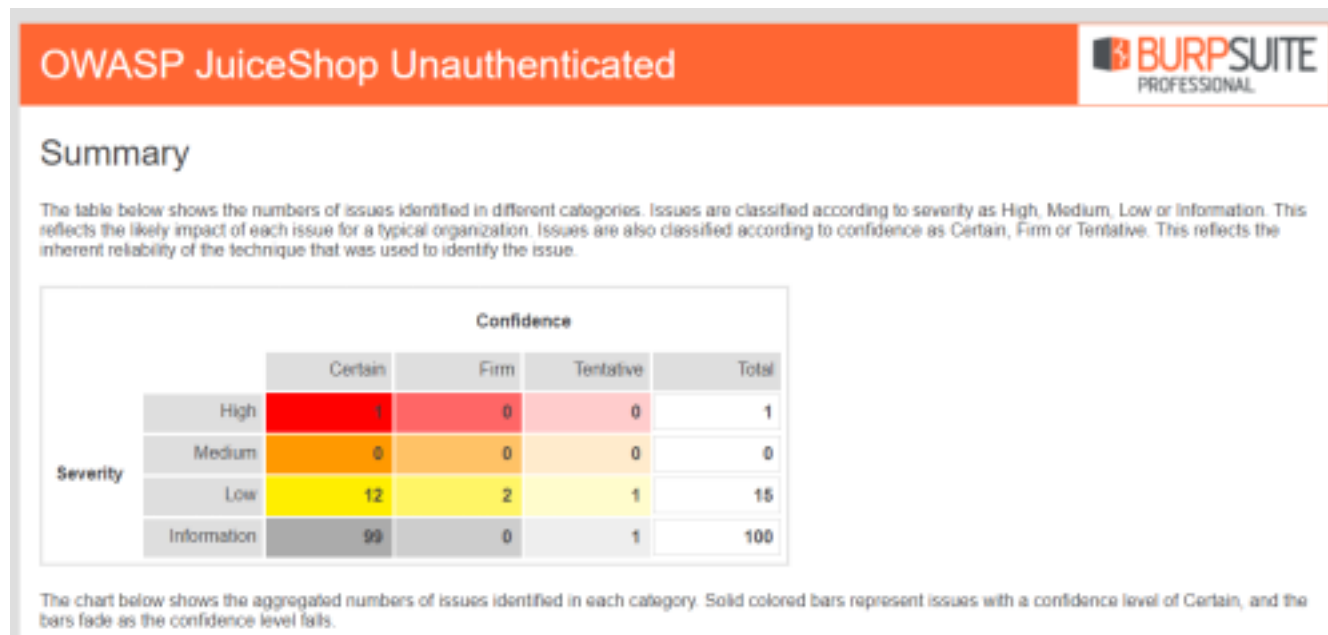 OWASP JuiceShop Unauthenticated
BURPSUITE
PROFESSIONAL
Summary
The table below shows the numbers of issues identified in different categories. Issues are classified according to severity as High, Medium, Low or Information. This
reflects the likely impact of each issue for a typical organization. Issues are also classified according to confidence as Certain, Firm or Tentative. This reflects the
inherent reliability of the technique that was used to identify the issue.
Confidence
Certain Firm Tentative Total
High 1 0 0 1
Medium 0 0 0 0
Severity
Low 12 2 1 15
Information 99 0 1 100
The chart below shows the aggregated numbers of issues identified in each category. Solid colored bars represent issues with a confidence level of Certain, and the
bars fade as the confidence level falls.